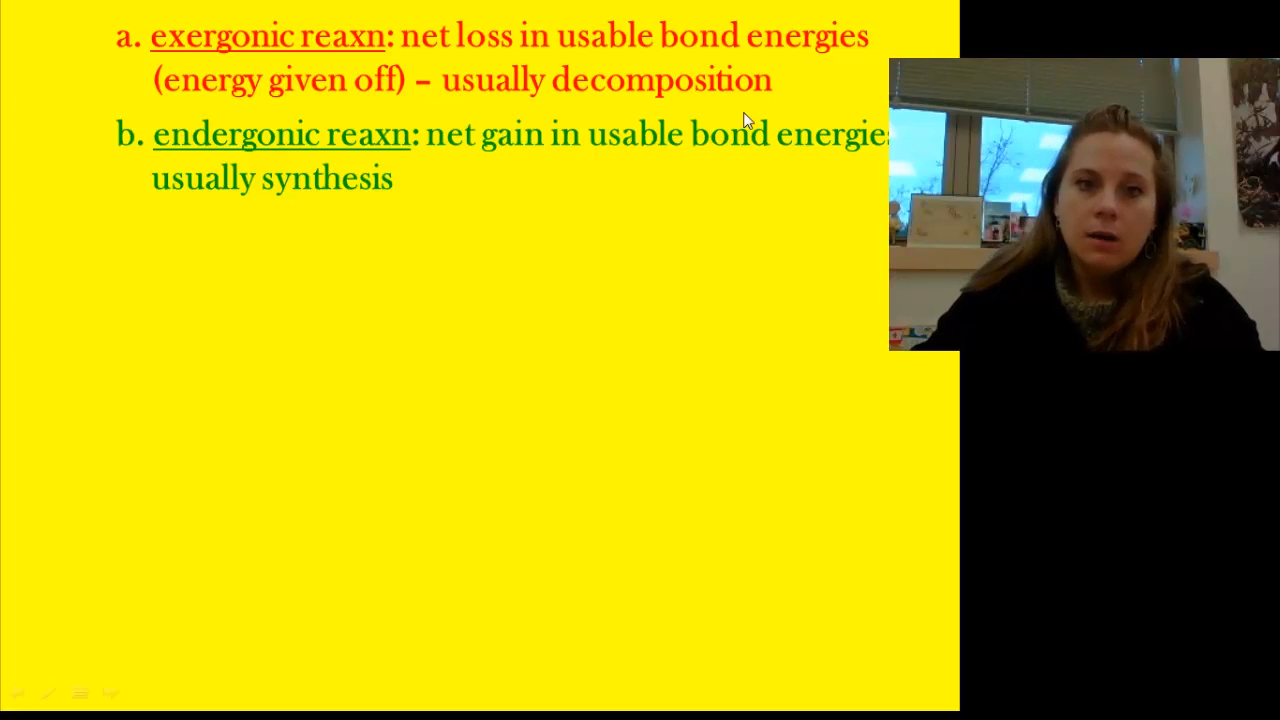 a. exergonic reaxn: net loss in usable bond energies
(energy given off) – usually decomposition
b. endergonic reaxn: net gain in usable bond energies
usually synthesis